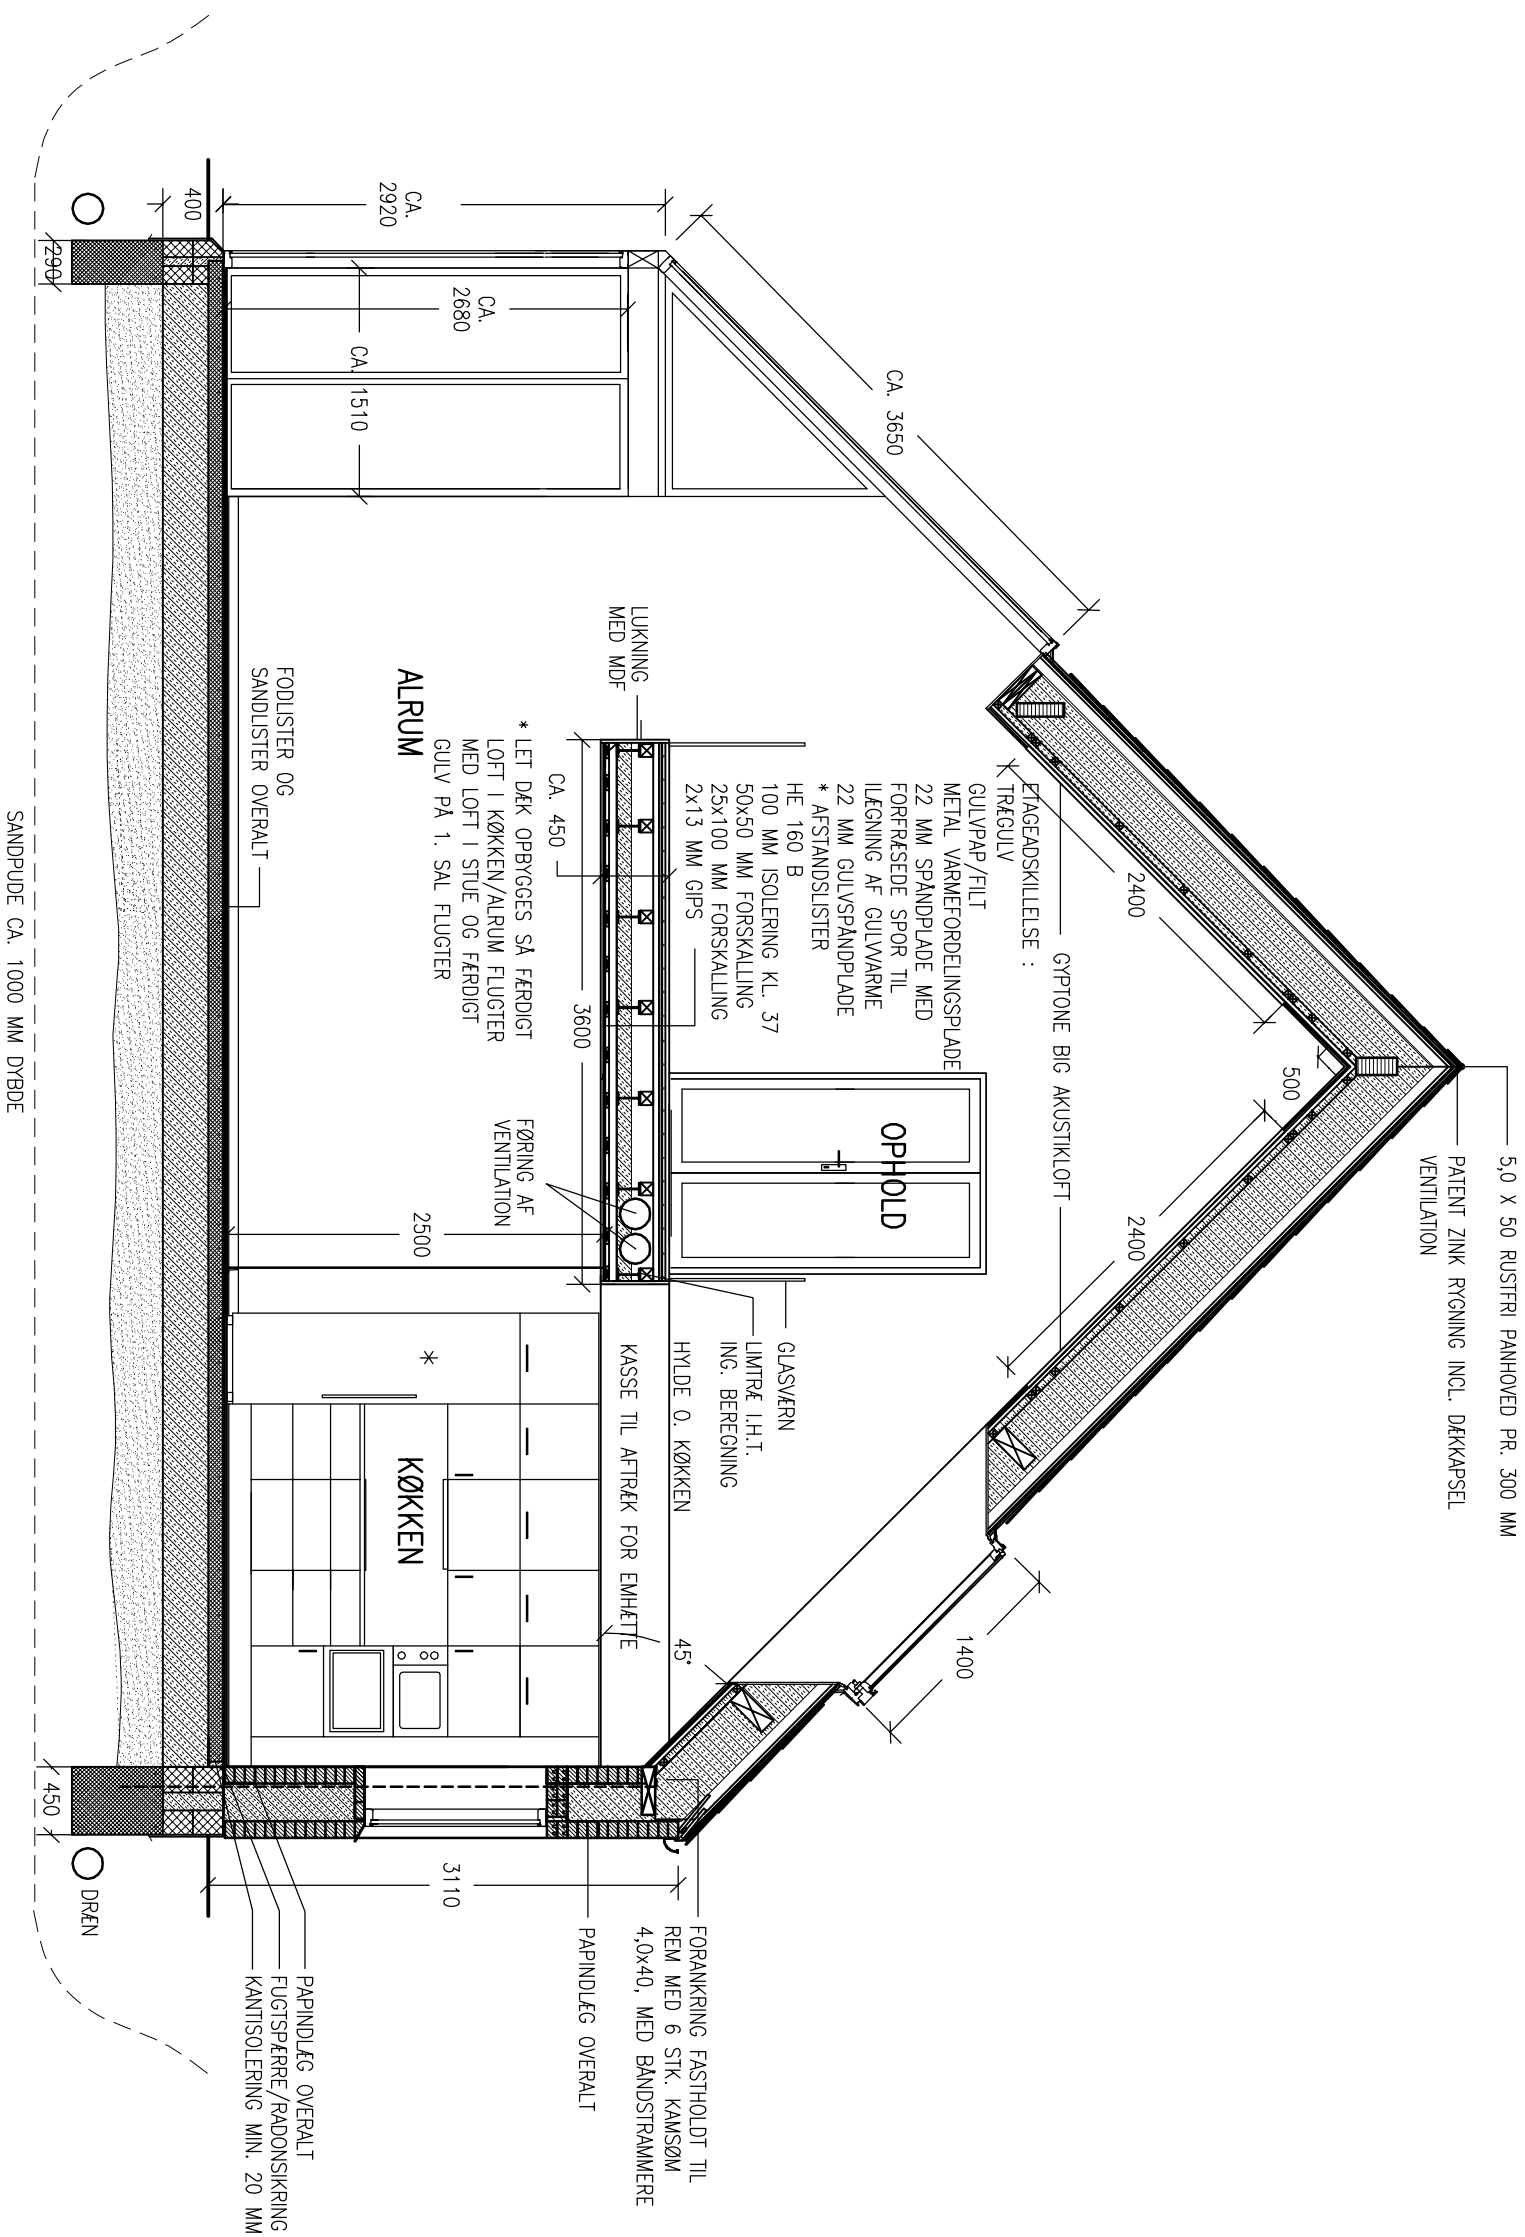 5,0 X 50 RUSTFRI PANHOVED PR. 300 MM
PATENT ZINK RYGNING INCL. DÆKKAPSEL
VENTILATION
500
2400
2400
CA. 3650
1400
GYPTONE BIG AKUSTIKLOFT
ETAGEADSKILLELSE :
TRÆGULV
GULVPAP/FILT
METAL VARMEFORDELINGSPLADE
22 MM SPÅNDPLADE MED
FORFRÆSEDE SPOR TIL
ILÆGNING AF GULVVARME
22 MM GULVSPÅNDPLADE
* AFSTANDSLISTER
HE 160 B
100 MM ISOLERING KL. 37
50x50 MM FORSKALLING
25x100 MM FORSKALLING
2x13 MM GIPS
OPHOLD
GLASVÆRN
LIMTRÆ I.H.T.
ING. BEREGNING
HYLDE O. KØKKEN
KASSE TIL AFTRÆK FOR EMHÆTTE
45°
LUKNING
MED MDF
CA. 450
3600
* LET DÆK OPBYGGES SÅ FÆRDIGT
LOFT I KØKKEN/ALRUM FLUGTER
MED LOFT I STUE OG FÆRDIGT
GULV PÅ 1. SAL FLUGTER
FØRING AF
VENTILATION
ALRUM
KØKKEN
*
2500
CA.
2920
CA.
2680
CA. 1510
400
290
FODLISTER OG
SANDLISTER OVERALT
FORANKRING FASTHOLDT TIL
REM MED 6 STK. KAMSØM
4,0x40, MED BÅNDSTRAMMERE
PAPINDLÆG OVERALT
3110
PAPINDLÆG OVERALT
FUGTSPÆRRE/RADONSIKRING
KANTISOLERING MIN. 20 MM
450
DRÆN
SANDPUDE CA. 1000 MM DYBDE